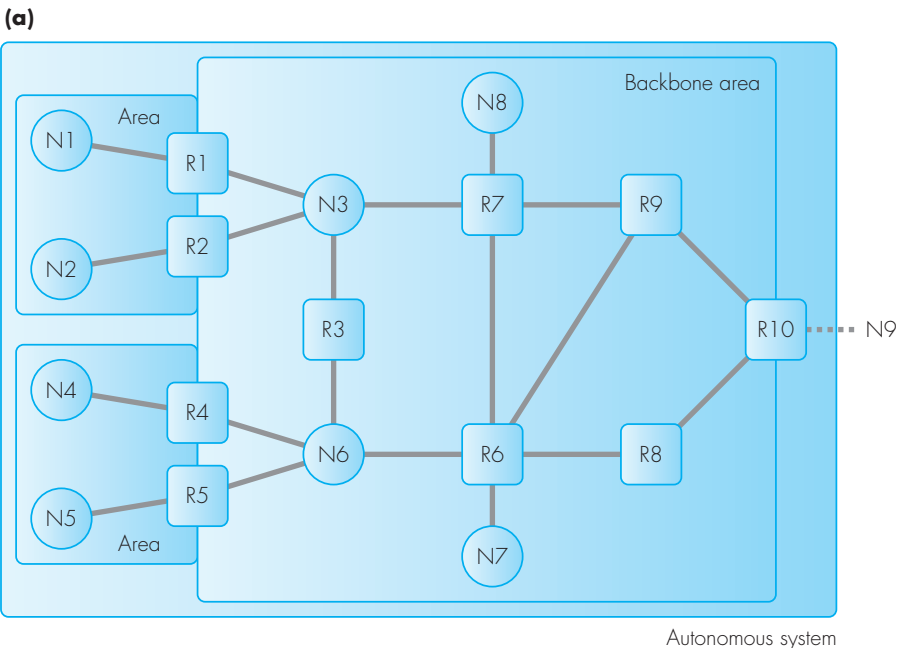 (a)
Backbone area
N8
Area
N1
R1
N3
R7
R9
R2
N2
R3
R10
N9
N4
R4
N6
R6
R8
R5
N5
Area
N7
Autonomous system